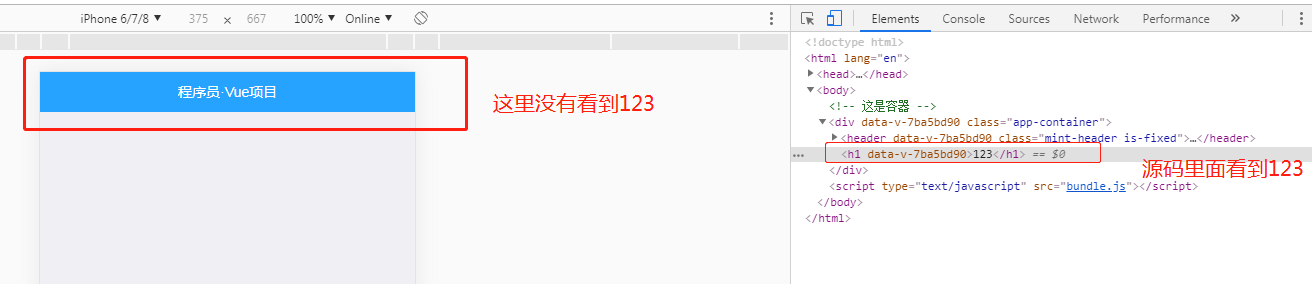 iPhone 6/7/8 ▼ 375 × 667 100% ▼ Online ▼
Elements Console Sources Network Performance »
程序员·Vue项目
这里没有看到123
<!doctype html>
<html lang="en">
<head>…</head>
<body>
<!-- 这是容器 -->
<div data-v-7ba5bd90 class="app-container">
<header data-v-7ba5bd90 class="mint-header is-fixed">…</header>
<h1 data-v-7ba5bd90>123</h1> == $0
源码里面看到123
</div>
<script type="text/javascript" src="bundle.js"></script>
</body>
</html>